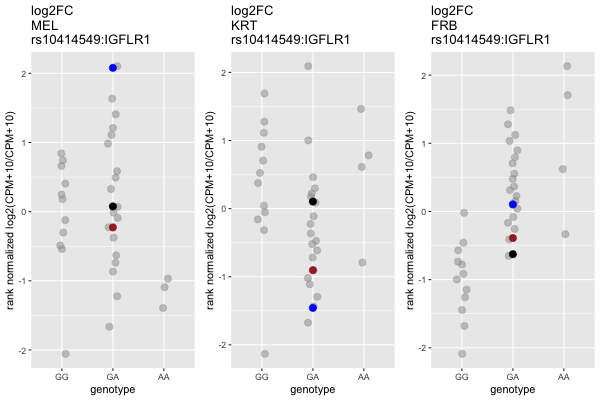 log2FC
MEL
rs10414549:IGFLR1
rank normalized log2(CPM+10/CPM+10)
2
1
0
-1
-2
GG GA AA
genotype
log2FC
KRT
rs10414549:IGFLR1
rank normalized log2(CPM+10/CPM+10)
2
1
0
-1
-2
GG GA AA
genotype
log2FC
FRB
rs10414549:IGFLR1
rank normalized log2(CPM+10/CPM+10)
2
1
0
-1
-2
GG GA AA
genotype